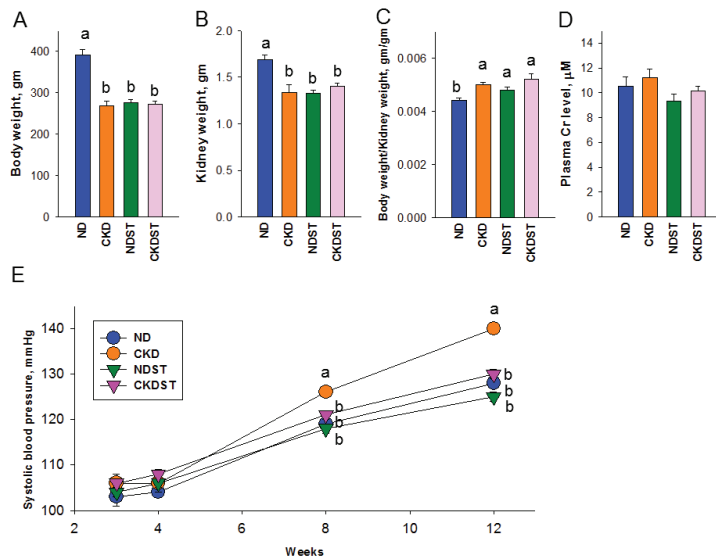 A
Body weight, gm
400
300
200
100
0
a
b
b
b
ND
CKD
NDST
CKDST
B
Kidney weight, gm
2.0
1.5
1.0
0.5
0.0
a
b
b
b
ND
CKD
NDST
CKDST
C
Body weight/Kidney weight, gm/gm
0.006
0.004
0.002
0.000
b
a
a
a
ND
CKD
NDST
CKDST
D
Plasma Cr level, µM
14
12
10
8
6
4
2
0
ND
CKD
NDST
CKDST
E
Systolic blood pressure, mmHg
140
130
120
110
100
ND
CKD
NDST
CKDST
a
b
b
b
a
b
b
b
2
4
6
8
10
12
Weeks